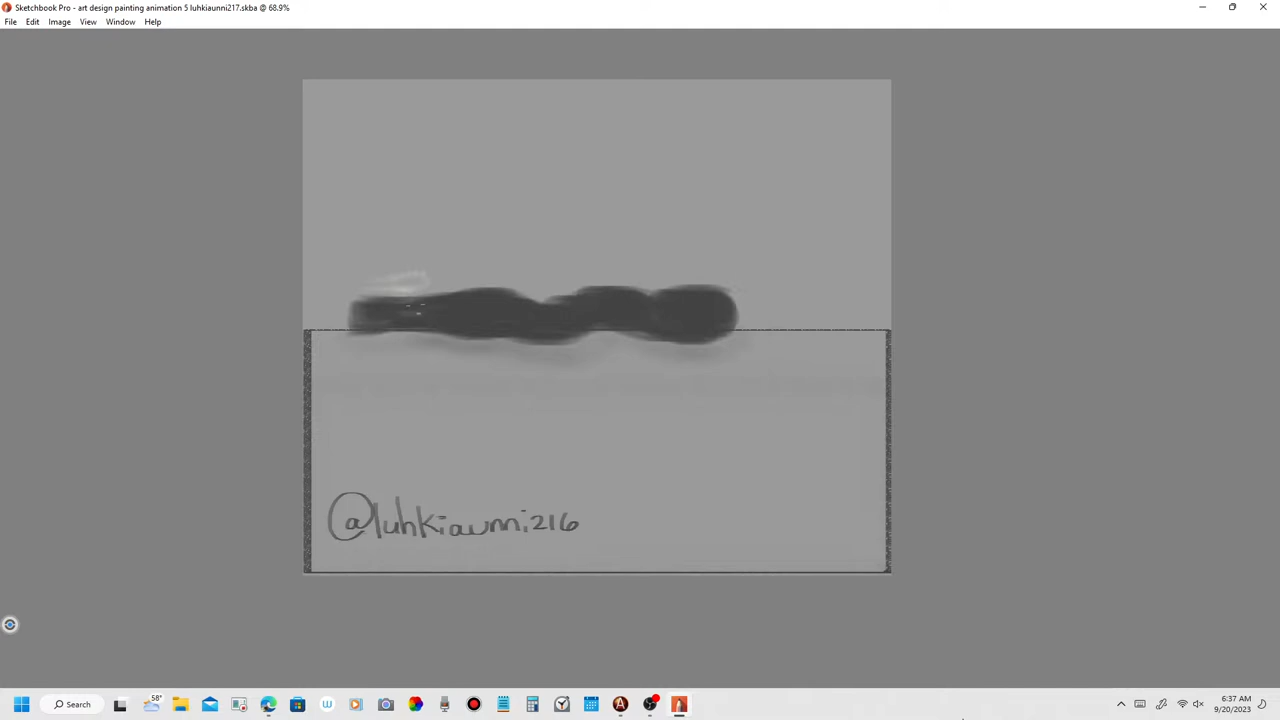 Sketchbook Pro - art design painting animation 5 luhkiaunni217.skba @ 68.9%
File Edit Image View Window Help
@luhkiaunni216
58°
Search
6:37 AM
9/20/2023